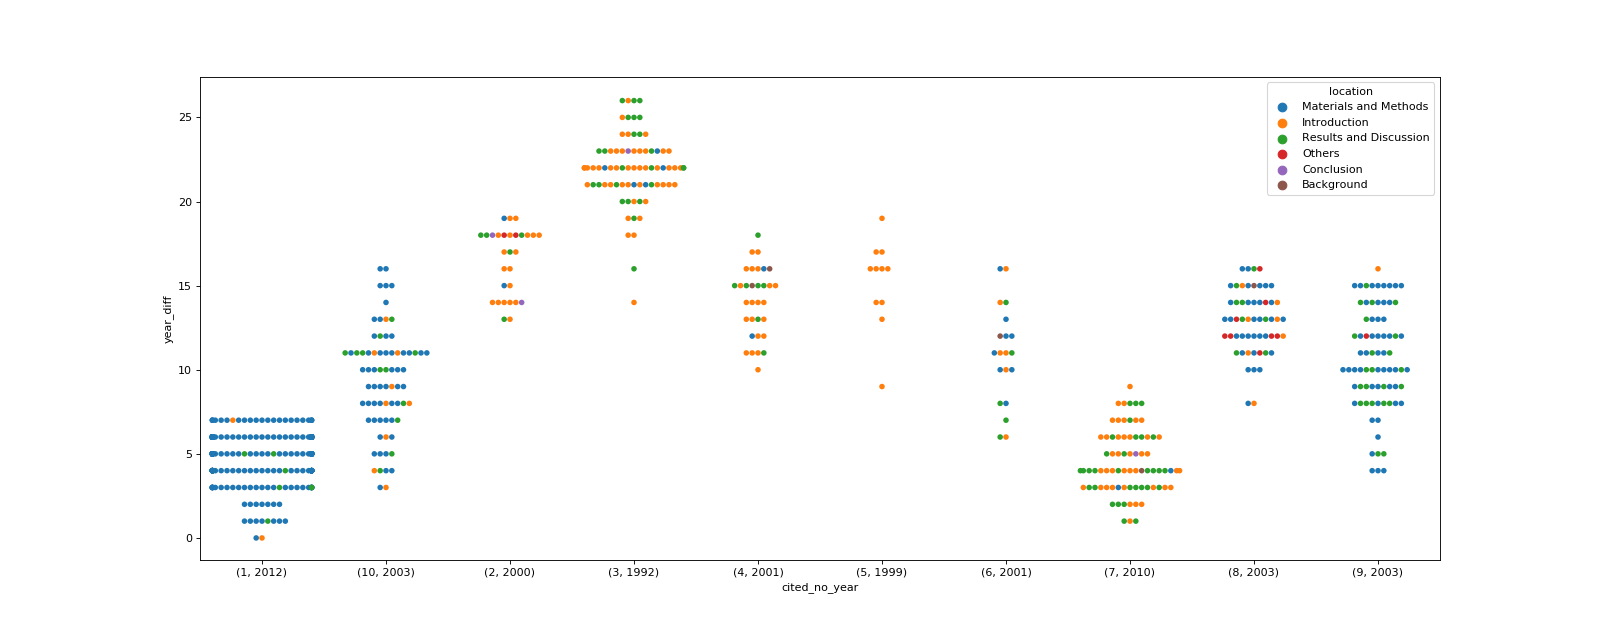 location
Materials and Methods
Introduction
Results and Discussion
Others
Conclusion
Background
year_diff
25
20
15
10
5
0
(1, 2012)
(10, 2003)
(2, 2000)
(3, 1992)
(4, 2001)
(5, 1999)
(6, 2001)
(7, 2010)
(8, 2003)
(9, 2003)
cited_no_year